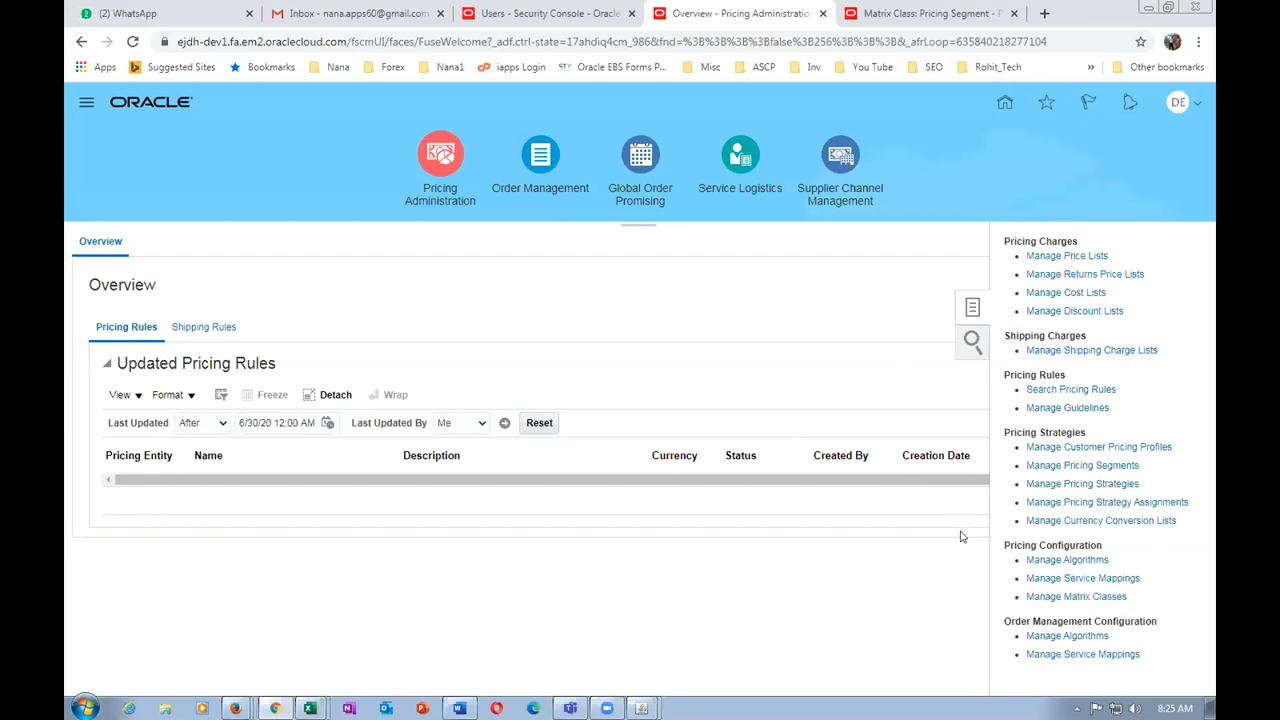 (2) WhatsApp
Inbox - nana.apps60@gmail.com
Users - Security Console - Oracle
Overview - Pricing Administratio
Matrix Class: Pricing Segment - P
ejdh-dev1.fa.em2.oraclecloud.com/fscmUI/faces/FuseWelcome?_adf.ctrl-state=17ahdiq4cm_986&fnd=%3B%3B%3B%3Bfalse%3B256%3B%3B%3B&_afrLoop=635840218277104
Apps
Suggested Sites
Bookmarks
Nana
Forex
Nana1
iapps Login
Oracle EBS Forms P...
Misc
ASCP
Inv
You Tube
SEO
Rohit_Tech
»
Other bookmarks
ORACLE
DE
Pricing Administration
Order Management
Global Order Promising
Service Logistics
Supplier Channel Management
Overview
Overview
Pricing Rules
Shipping Rules
Updated Pricing Rules
View
Format
Freeze
Detach
Wrap
Last Updated
After
6/30/20 12:00 AM
Last Updated By
Me
Reset
Pricing Entity
Name
Description
Currency
Status
Created By
Creation Date
Pricing Charges
Manage Price Lists
Manage Returns Price Lists
Manage Cost Lists
Manage Discount Lists
Shipping Charges
Manage Shipping Charge Lists
Pricing Rules
Search Pricing Rules
Manage Guidelines
Pricing Strategies
Manage Customer Pricing Profiles
Manage Pricing Segments
Manage Pricing Strategies
Manage Pricing Strategy Assignments
Manage Currency Conversion Lists
Pricing Configuration
Manage Algorithms
Manage Service Mappings
Manage Matrix Classes
Order Management Configuration
Manage Algorithms
Manage Service Mappings
8:25 AM